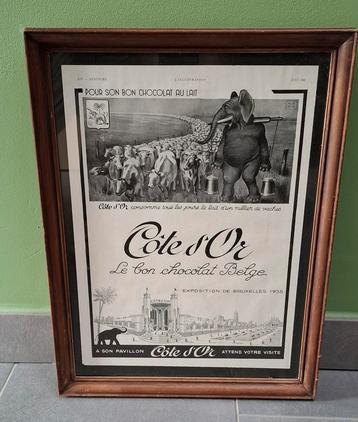 L'ILLUSTRATION
POUR SON BON CHOCOLAT AU LAIT
Côte d'Or consomme tous les jours le lait d'un millier de vaches
Côte d'Or
Le bon chocolat Belge
EXPOSITION DE BRUXELLES 1935
A SON PAVILLON Côte d'Or ATTEND VOTRE VISITE